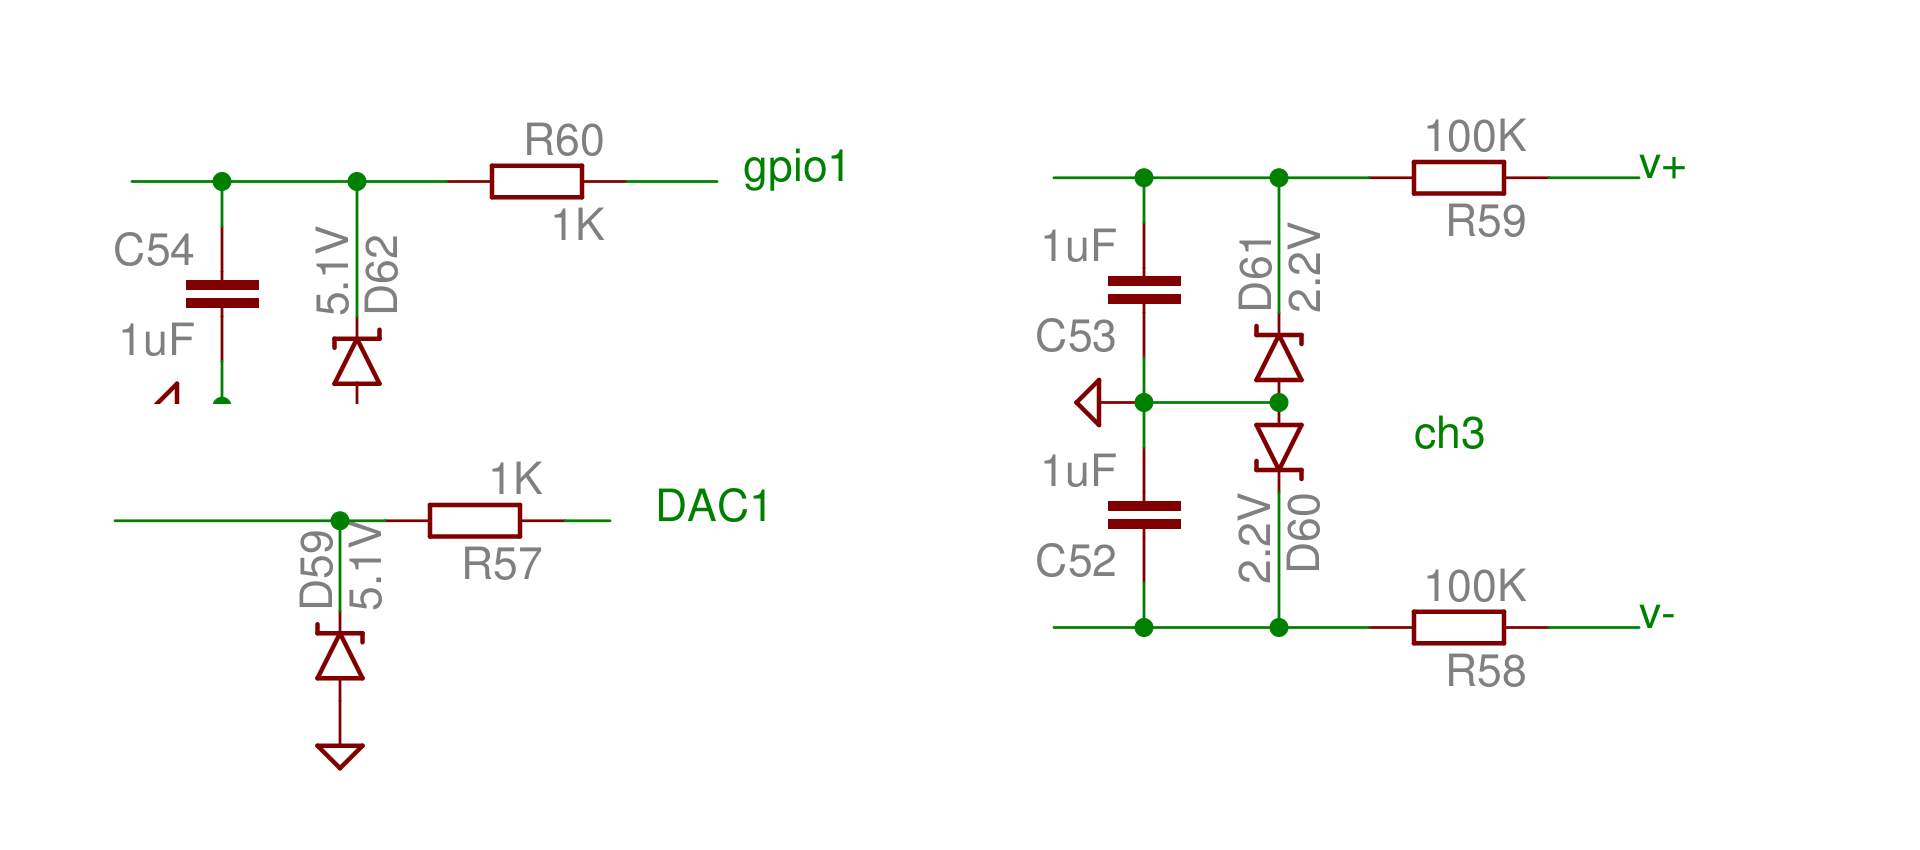 R60
gpio1
1K
C54
5.1V
D62
1uF
1K
DAC1
D59
5.1V
R57
100K
v+
R59
1uF
D61
2.2V
C53
ch3
1uF
2.2V
D60
C52
100K
v-
R58